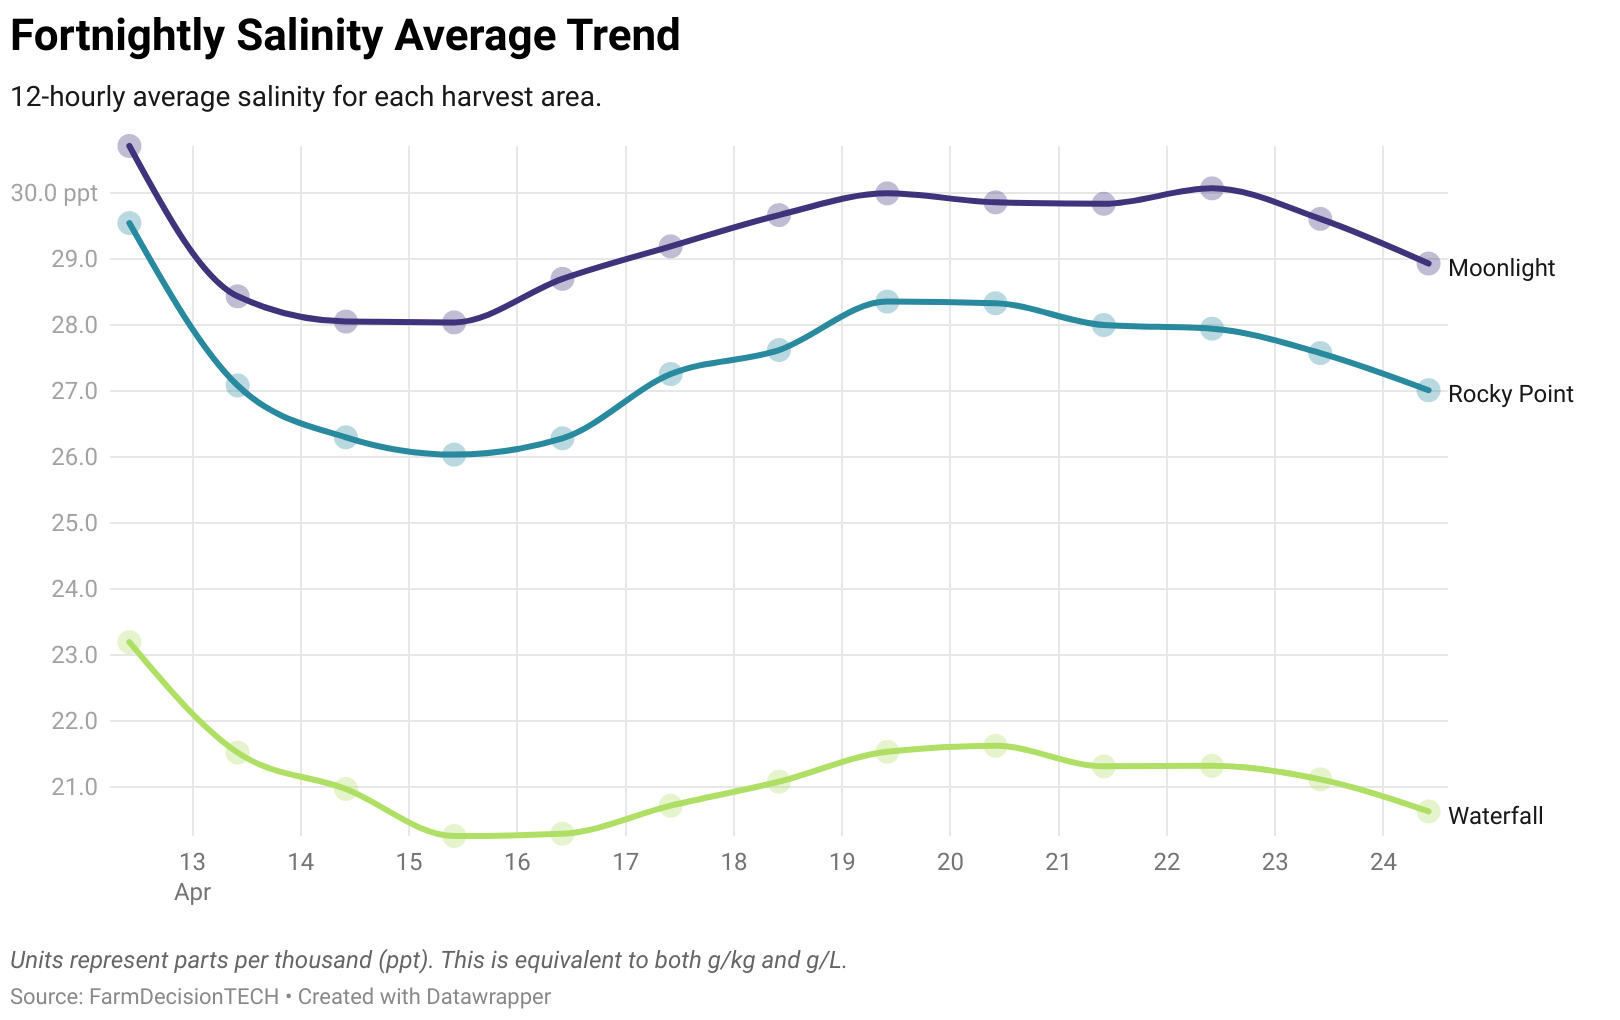 Fortnightly Salinity Average Trend
12-hourly average salinity for each harvest area.
30.0 ppt
29.0
28.0
27.0
26.0
25.0
24.0
23.0
22.0
21.0
Moonlight
Rocky Point
Waterfall
13 14 15 16 17 18 19 20 21 22 23 24
Apr
Units represent parts per thousand (ppt). This is equivalent to both g/kg and g/L.
Source: FarmDecisionTECH • Created with Datawrapper